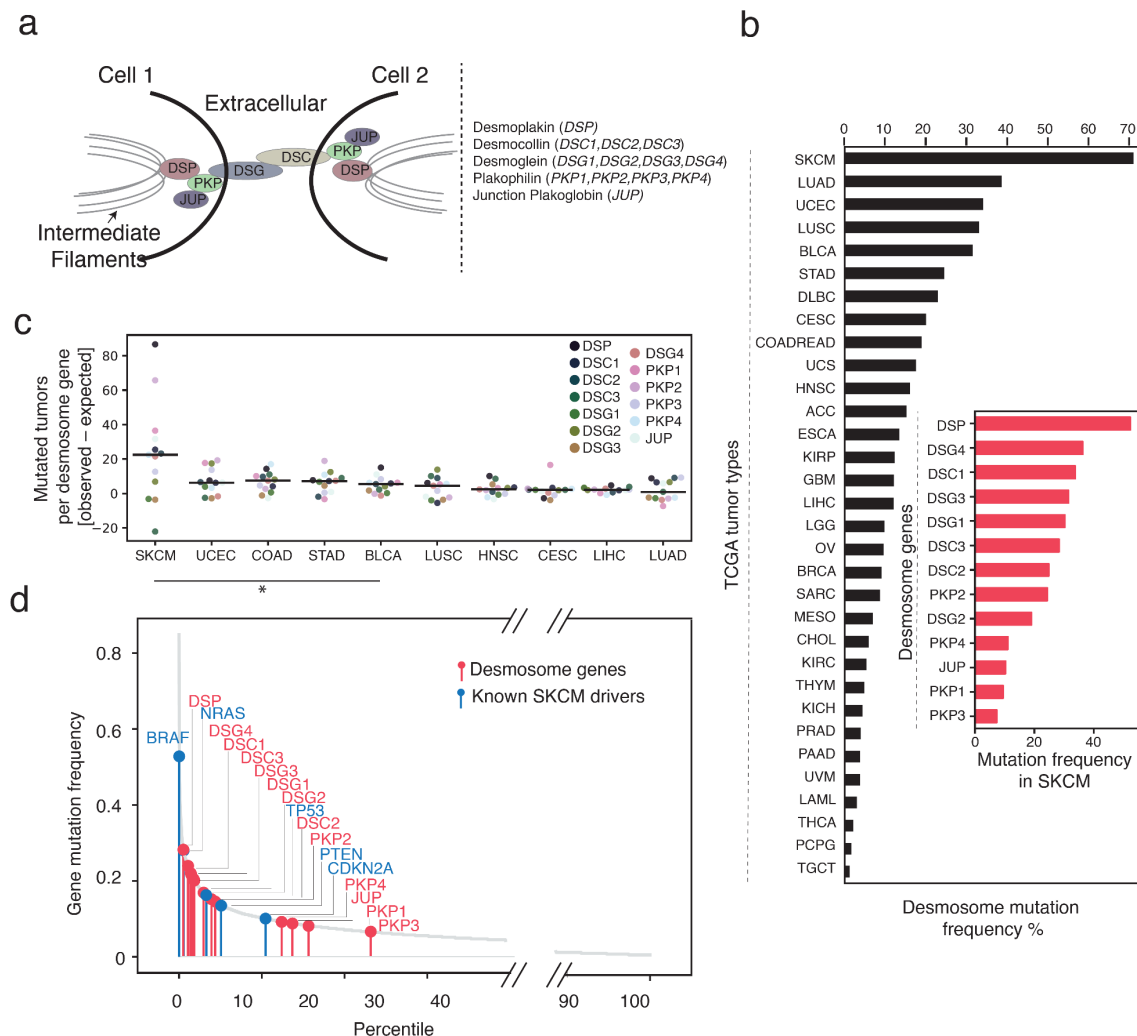 a
Cell 1
Cell 2
Extracellular
DSP
PKP
JUP
DSG
DSC
PKP
JUP
DSP
Intermediate
Filaments
Desmoplakin (DSP)
Desmocollin (DSC1,DSC2,DSC3)
Desmoglein (DSG1,DSG2,DSG3,DSG4)
Plakophilin (PKP1,PKP2,PKP3,PKP4)
Junction Plakoglobin (JUP)
b
0 10 20 30 40 50 60 70
SKCM
LUAD
UCEC
LUSC
BLCA
STAD
DLBC
CESC
COADREAD
UCS
HNSC
ACC
ESCA
KIRP
GBM
LIHC
LGG
OV
BRCA
SARC
MESO
CHOL
KIRC
THYM
KICH
PRAD
PAAD
UVM
LAML
THCA
PCPG
TGCT
TCGA tumor types
Desmosome mutation
frequency %
Desmosome genes
DSP
DSG4
DSC1
DSG3
DSG1
DSC3
DSC2
PKP2
DSG2
PKP4
JUP
PKP1
PKP3
0 20 40
Mutation frequency
in SKCM
c
Mutated tumors
per desmosome gene
[observed – expected]
80
60
40
20
0
−20
DSP
DSC1
DSC2
DSC3
DSG1
DSG2
DSG3
DSG4
PKP1
PKP2
PKP3
PKP4
JUP
SKCM UCEC COAD STAD BLCA LUSC HNSC CESC LIHC LUAD
*
d
Gene mutation frequency
0.8
0.6
0.4
0.2
0
Desmosome genes
Known SKCM drivers
DSP
NRAS
BRAF
DSG4
DSC1
DSC3
DSG3
DSG1
DSG2
TP53
DSC2
PKP2
PTEN
CDKN2A
PKP4
JUP
PKP1
PKP3
0 10 20 30 40 90 100
Percentile